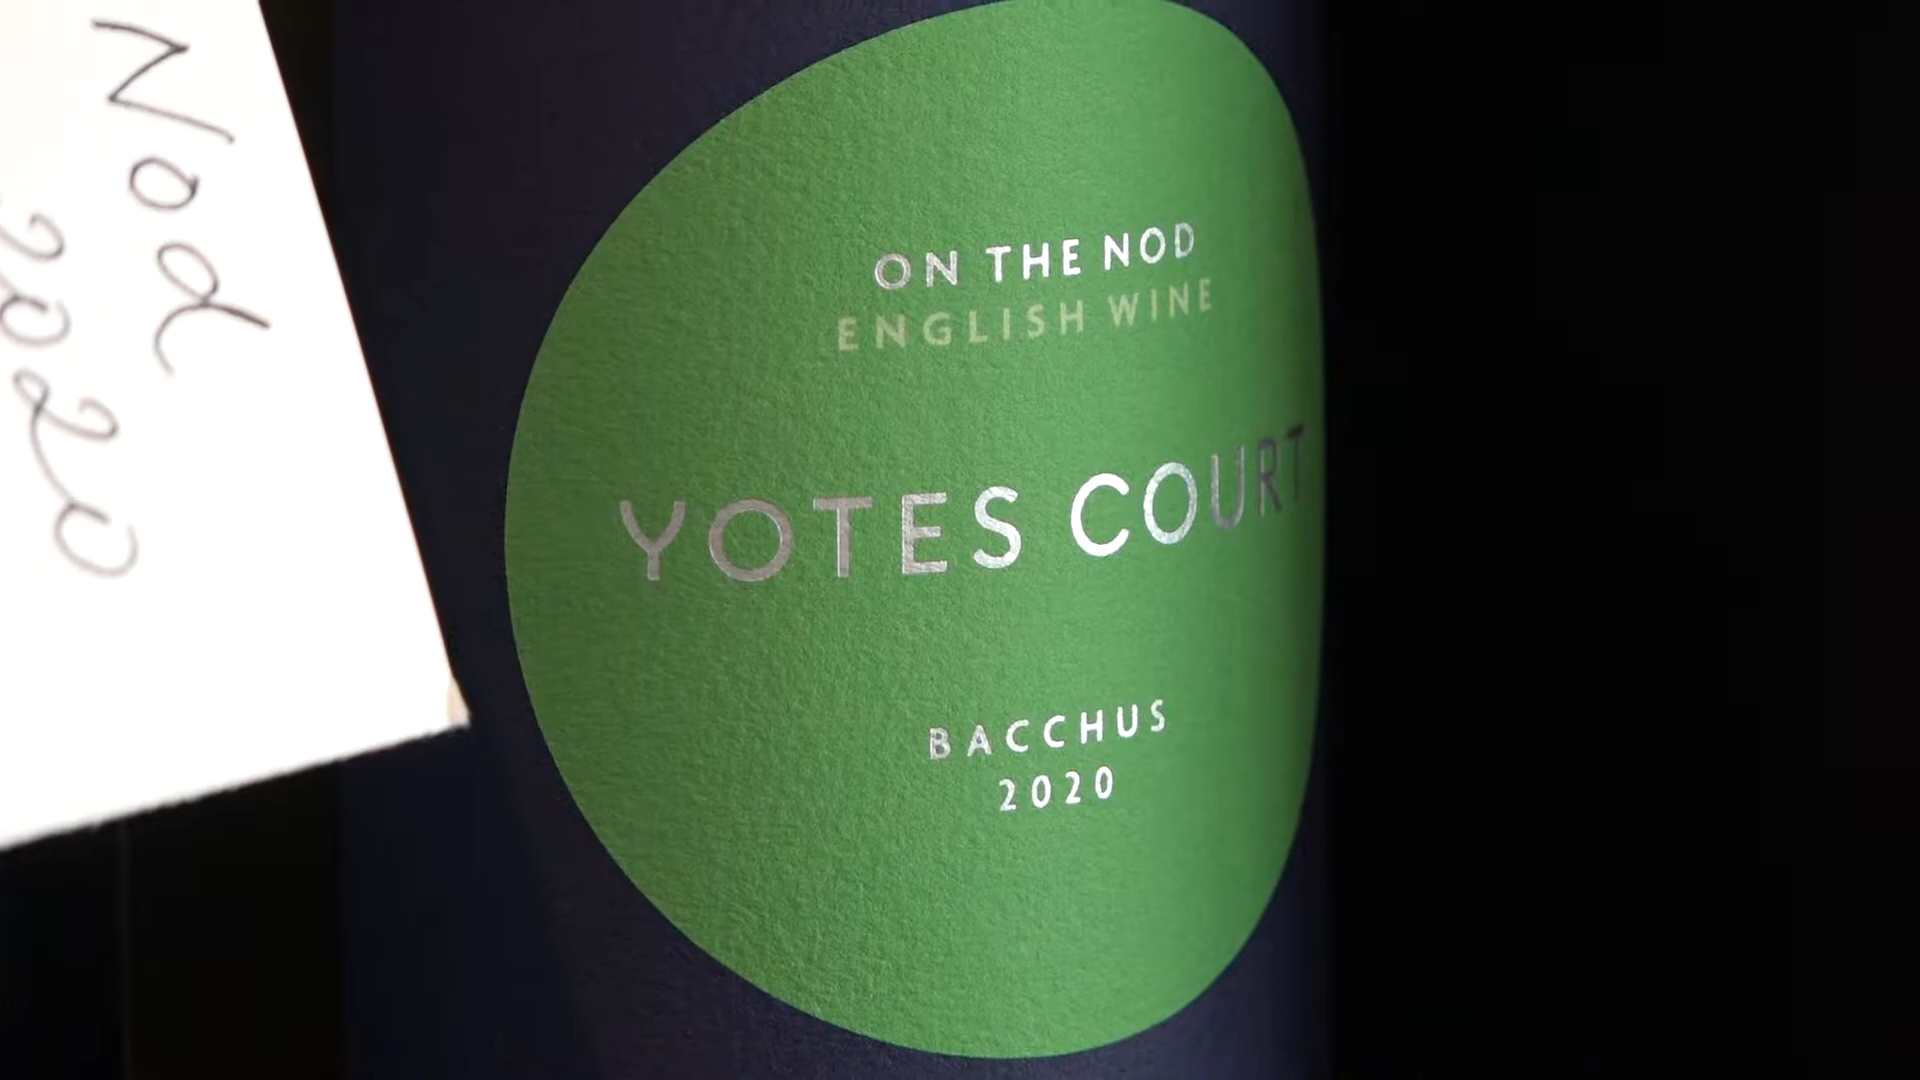 Nod
2020
ON THE NOD
ENGLISH WINE
YOTES COURT
BACCHUS
2020